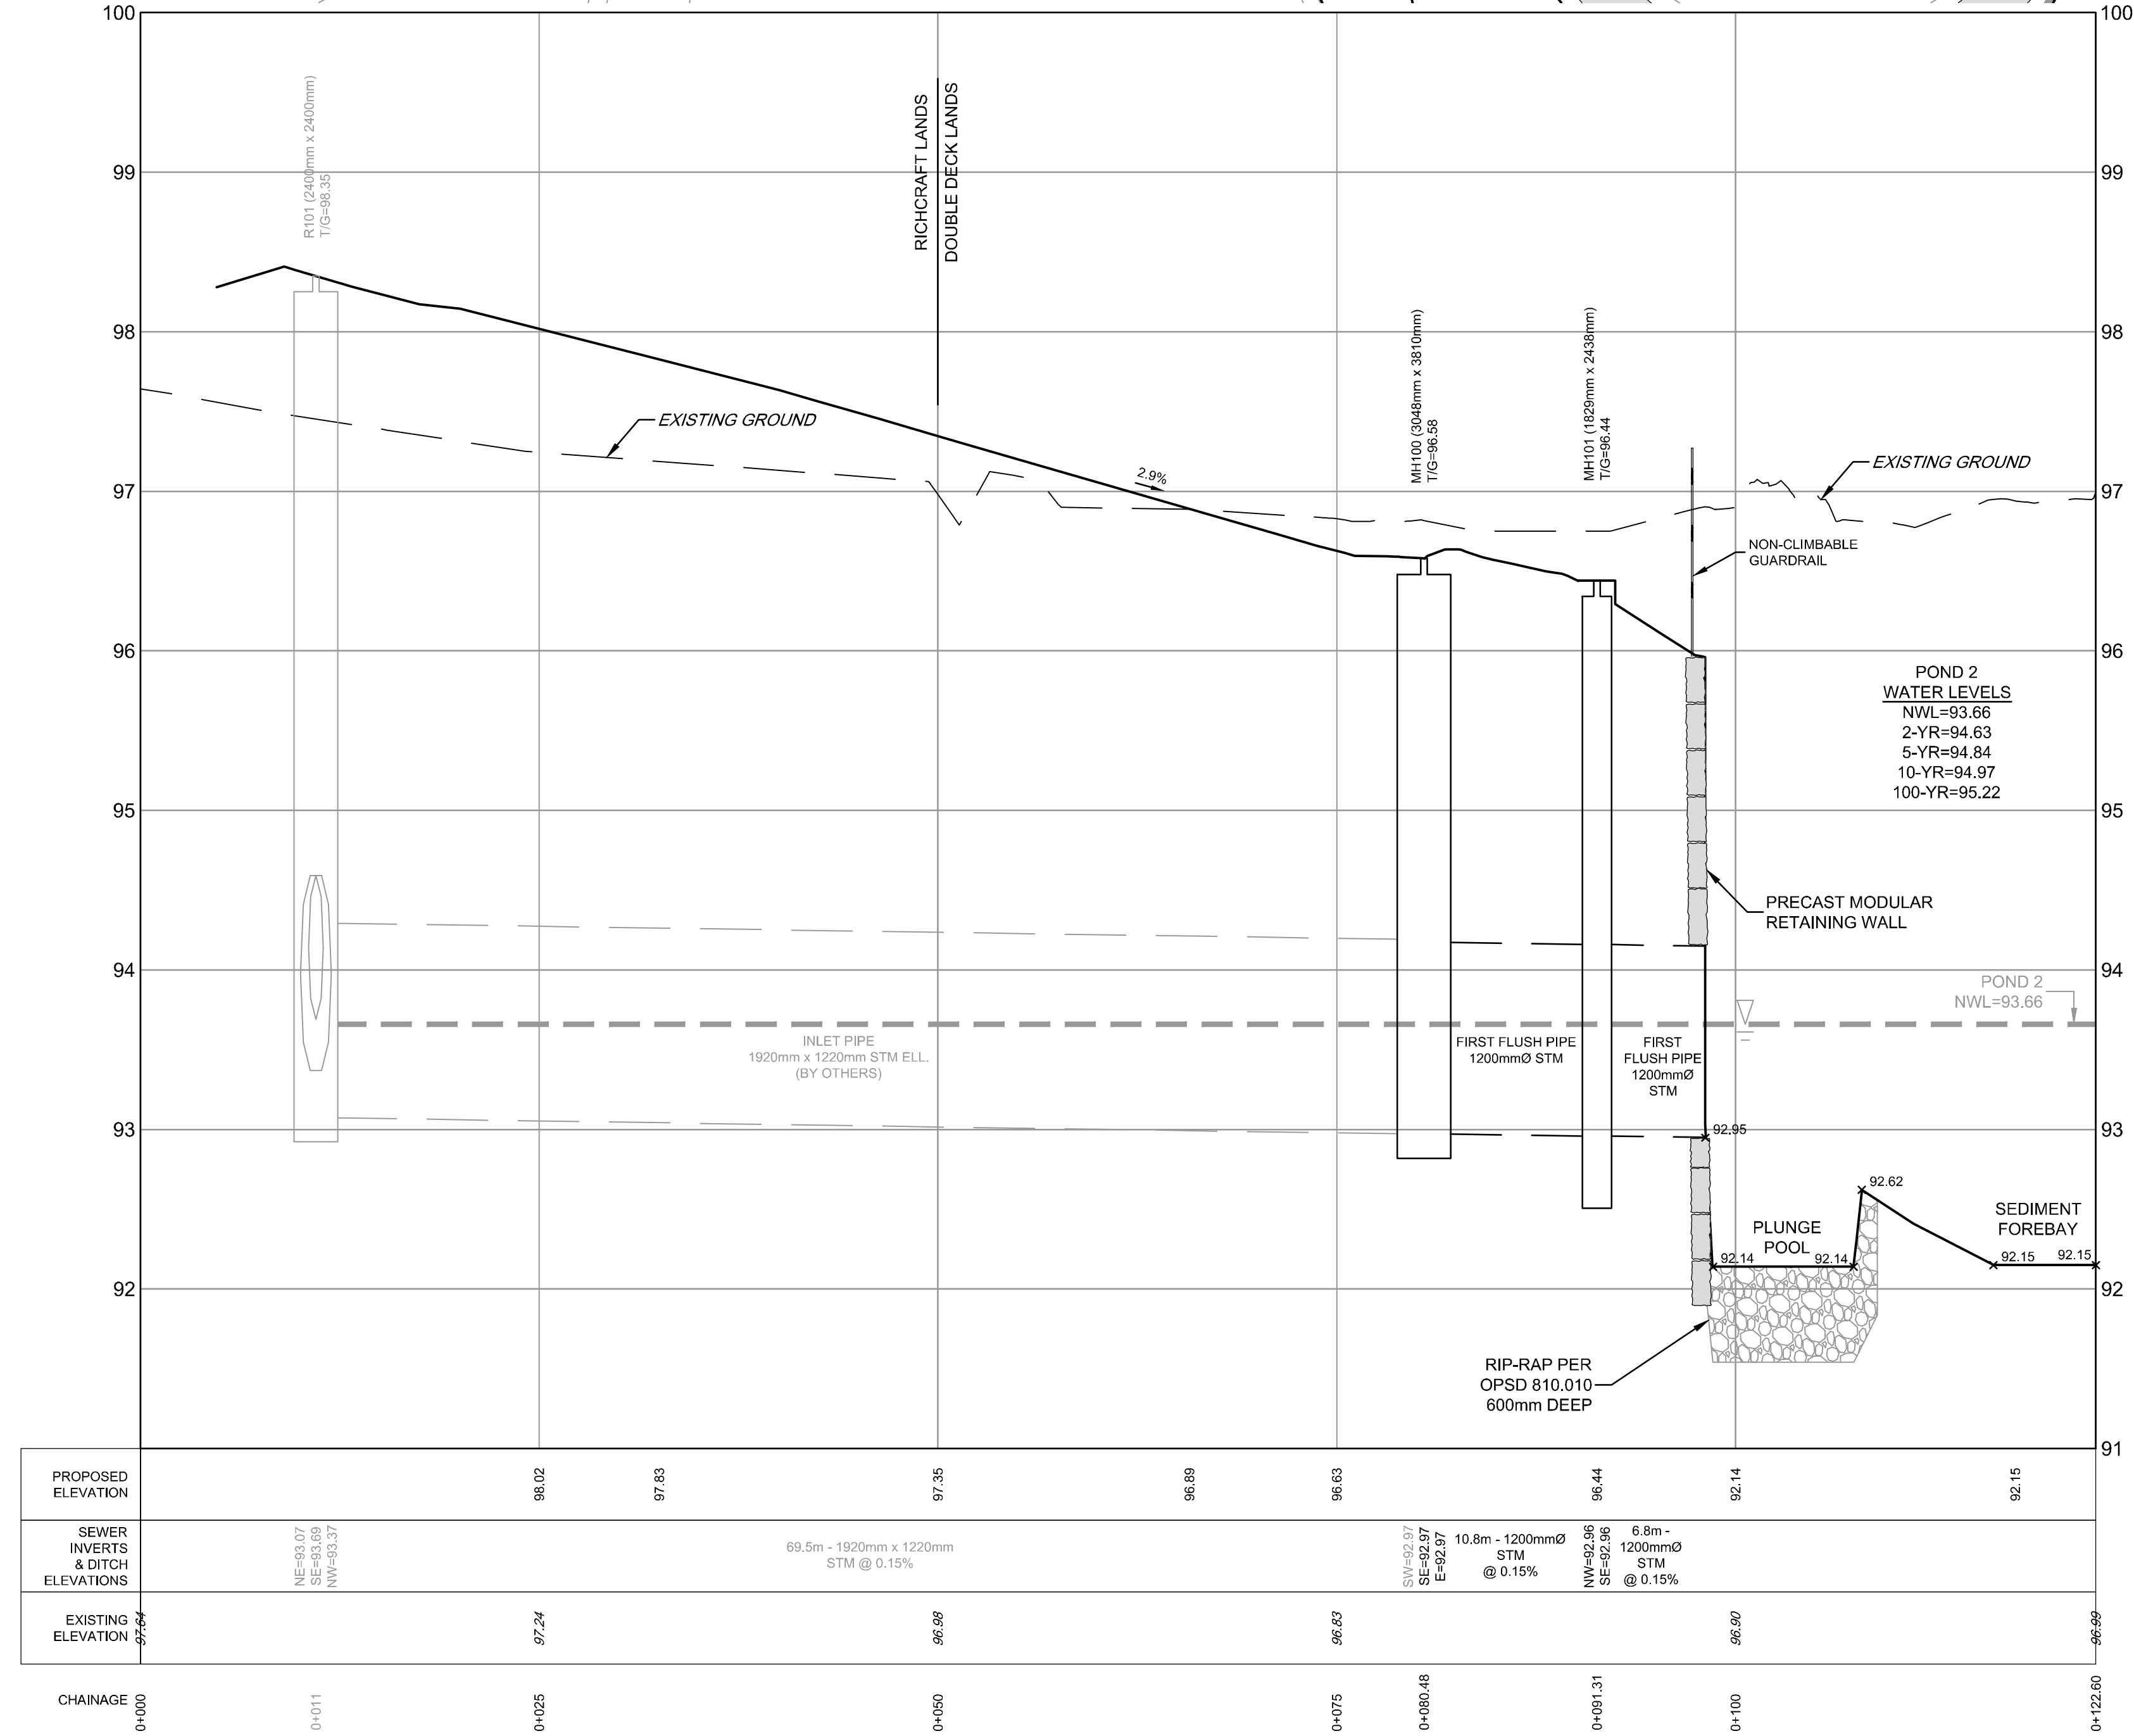 100
100
99
99
98
98
97
97
96
96
95
95
94
94
93
93
92
92
91
R101 (2400mm x 2400mm)
T/G=98.35
RICHCRAFT LANDS
DOUBLE DECK LANDS
EXISTING GROUND
2.9%
MH100 (3048mm x 3810mm)
T/G=96.58
MH101 (1829mm x 2438mm)
T/G=96.44
EXISTING GROUND
NON-CLIMBABLE
GUARDRAIL
POND 2
WATER LEVELS
NWL=93.66
2-YR=94.63
5-YR=94.84
10-YR=94.97
100-YR=95.22
PRECAST MODULAR
RETAINING WALL
POND 2
NWL=93.66
INLET PIPE
1920mm x 1220mm STM ELL.
(BY OTHERS)
FIRST FLUSH PIPE
1200mmØ STM
FIRST
FLUSH PIPE
1200mmØ
STM
92.95
92.62
PLUNGE
POOL
92.14
92.14
SEDIMENT
FOREBAY
92.15
92.15
RIP-RAP PER
OPSD 810.010
600mm DEEP
PROPOSED
ELEVATION
98.02
97.83
97.35
96.89
96.63
96.44
92.14
92.15
SEWER
INVERTS
& DITCH
ELEVATIONS
NE=93.07
SE=93.69
NW=93.37
69.5m - 1920mm x 1220mm
STM @ 0.15%
SW=92.97
SE=92.97
E=92.97
10.8m - 1200mmØ
STM
@ 0.15%
NW=92.96
SE=92.96
6.8m -
1200mmØ
STM
@ 0.15%
EXISTING
ELEVATION
97.64
97.24
96.98
96.83
96.90
96.99
CHAINAGE
0+000
0+011
0+025
0+050
0+075
0+080.48
0+091.31
0+100
0+122.60